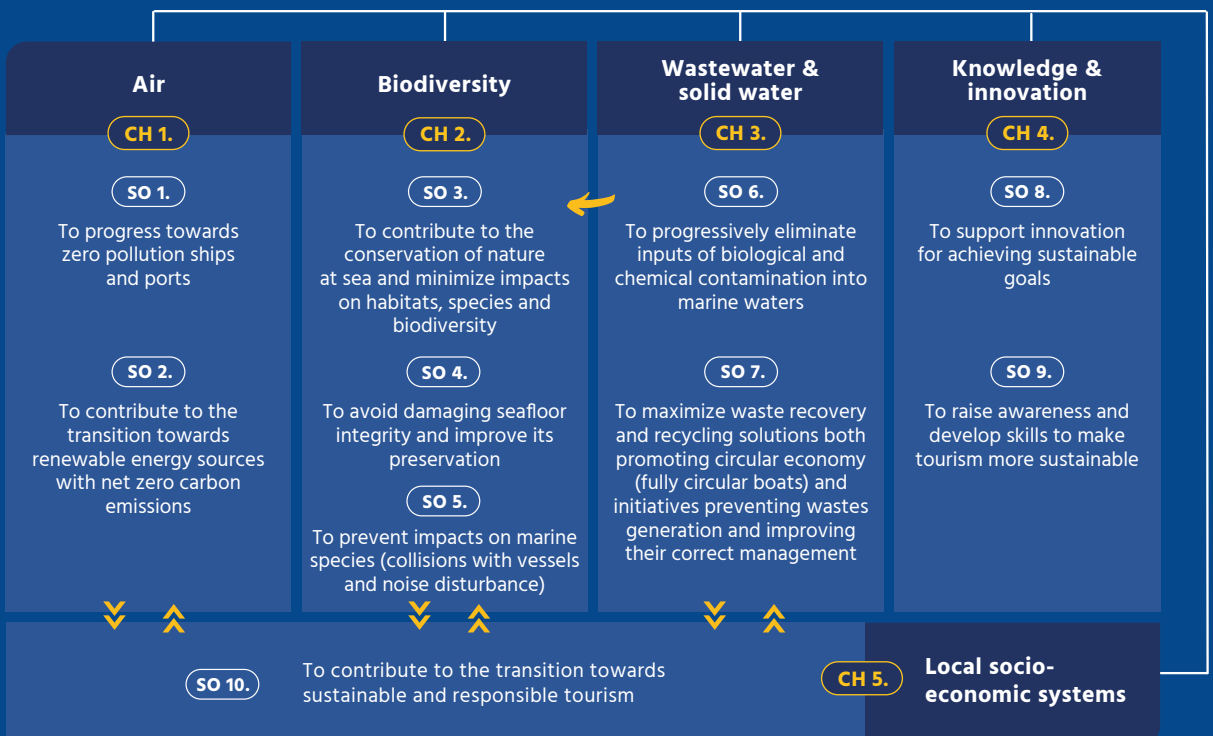 Air
CH 1.
SO 1.
To progress towards
zero pollution ships
and ports
SO 2.
To contribute to the
transition towards
renewable energy sources
with net zero carbon
emissions
Biodiversity
CH 2.
SO 3.
To contribute to the
conservation of nature
at sea and minimize impacts
on habitats, species and
biodiversity
SO 4.
To avoid damaging seafloor
integrity and improve its
preservation
SO 5.
To prevent impacts on marine
species (collisions with vessels
and noise disturbance)
Wastewater &
solid water
CH 3.
SO 6.
To progressively eliminate
inputs of biological and
chemical contamination into
marine waters
SO 7.
To maximize waste recovery
and recycling solutions both
promoting circular economy
(fully circular boats) and
initiatives preventing wastes
generation and improving
their correct management
Knowledge &
innovation
CH 4.
SO 8.
To support innovation
for achieving sustainable
goals
SO 9.
To raise awareness and
develop skills to make
tourism more sustainable
SO 10.
To contribute to the transition towards
sustainable and responsible tourism
CH 5.
Local socio-
economic systems